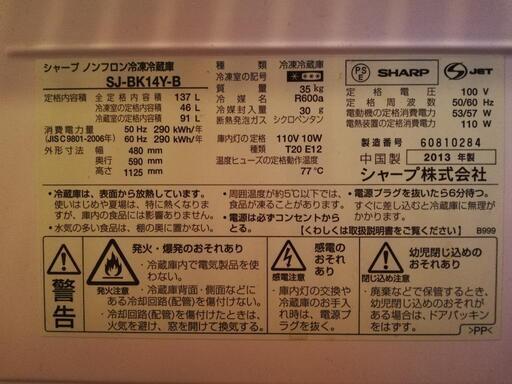 シャープ ノンフロン冷凍冷蔵庫
SJ-BK14Y-B
定格内容積 全定格内容積 137 L
冷凍室の定格内容積 46 L
冷蔵室の定格内容積 91 L
消費電力量 50 Hz 290 kWh/年
(JISC9801-2006年) 60 Hz 290 kWh/年
外形寸法 幅 480 mm
奥行 590 mm
高さ 1125 mm
種類 冷凍冷蔵庫
冷凍室の記号
質量 35 kg
冷媒 R600a
冷媒封入量 30 g
発泡ガス シクロペンタン
庫内灯の定格 110V 10W
T20 E12
温度ヒューズの定格動作温度
77℃
PS
E
SHARP
S JET
定格電圧 100 V
定格周波数 50/60 Hz
電動機の定格消費電力 53/57 W
電熱装置の定格消費電力 110 W
製造番号 60810284
中国製 2013 年製
シャープ株式会社
・冷蔵庫は、表面から放熱しています。
使いはじめや夏場は、特に熱くなりま
すが、庫内の食品には影響ありません。
・水気の多い食品は、棚の奥に置かない。
・周囲温度が約5℃以下では、
食品が凍ることがあります。
・電源は必ずコンセントから
とる。
・電源プラグを抜いたら6分待つ。
すぐに差し込むと冷蔵庫に無理が
かかります。
【くわしくは取扱説明書をご覧ください】 B999
警告
発火・爆発のおそれあり
・冷蔵庫内で電気製品を使
わない。
・冷蔵庫背面・側面などに
ある冷却回路(配管)を傷付けない。
・冷却回路(配管)を傷付けたときは、
火気を避け、窓を開けて換気する。
感電注意
感電の
おそれあり
・庫内灯の交換や
冷蔵庫のお手入
れ時は、電源プ
ラグを抜く。
閉じ込め注意
幼児閉じ込めの
おそれあり
・廃棄などで保管するとき、
幼児閉じ込めのおそれが
ある場合は、ドアパッキン
をはずす。
>PP<